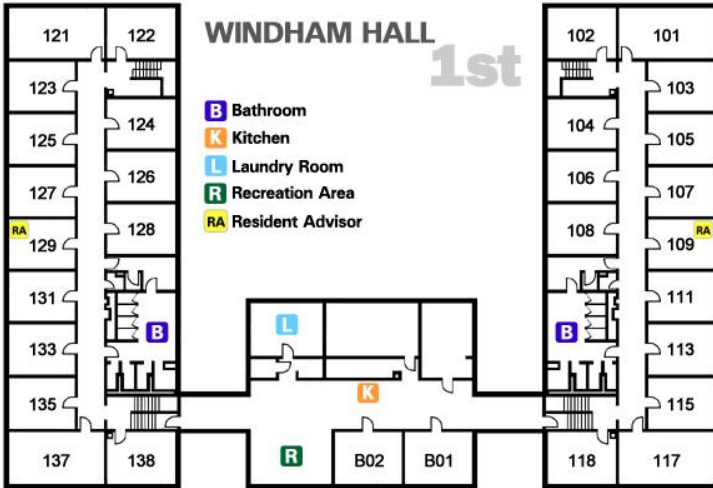 WINDHAM HALL
1st
B Bathroom
K Kitchen
L Laundry Room
R Recreation Area
RA Resident Advisor
121
122
123
124
125
126
127
128
RA
129
131
B
133
135
137
138
L
K
R
B02
B01
102
101
103
104
105
106
107
108
RA
109
111
B
113
115
118
117